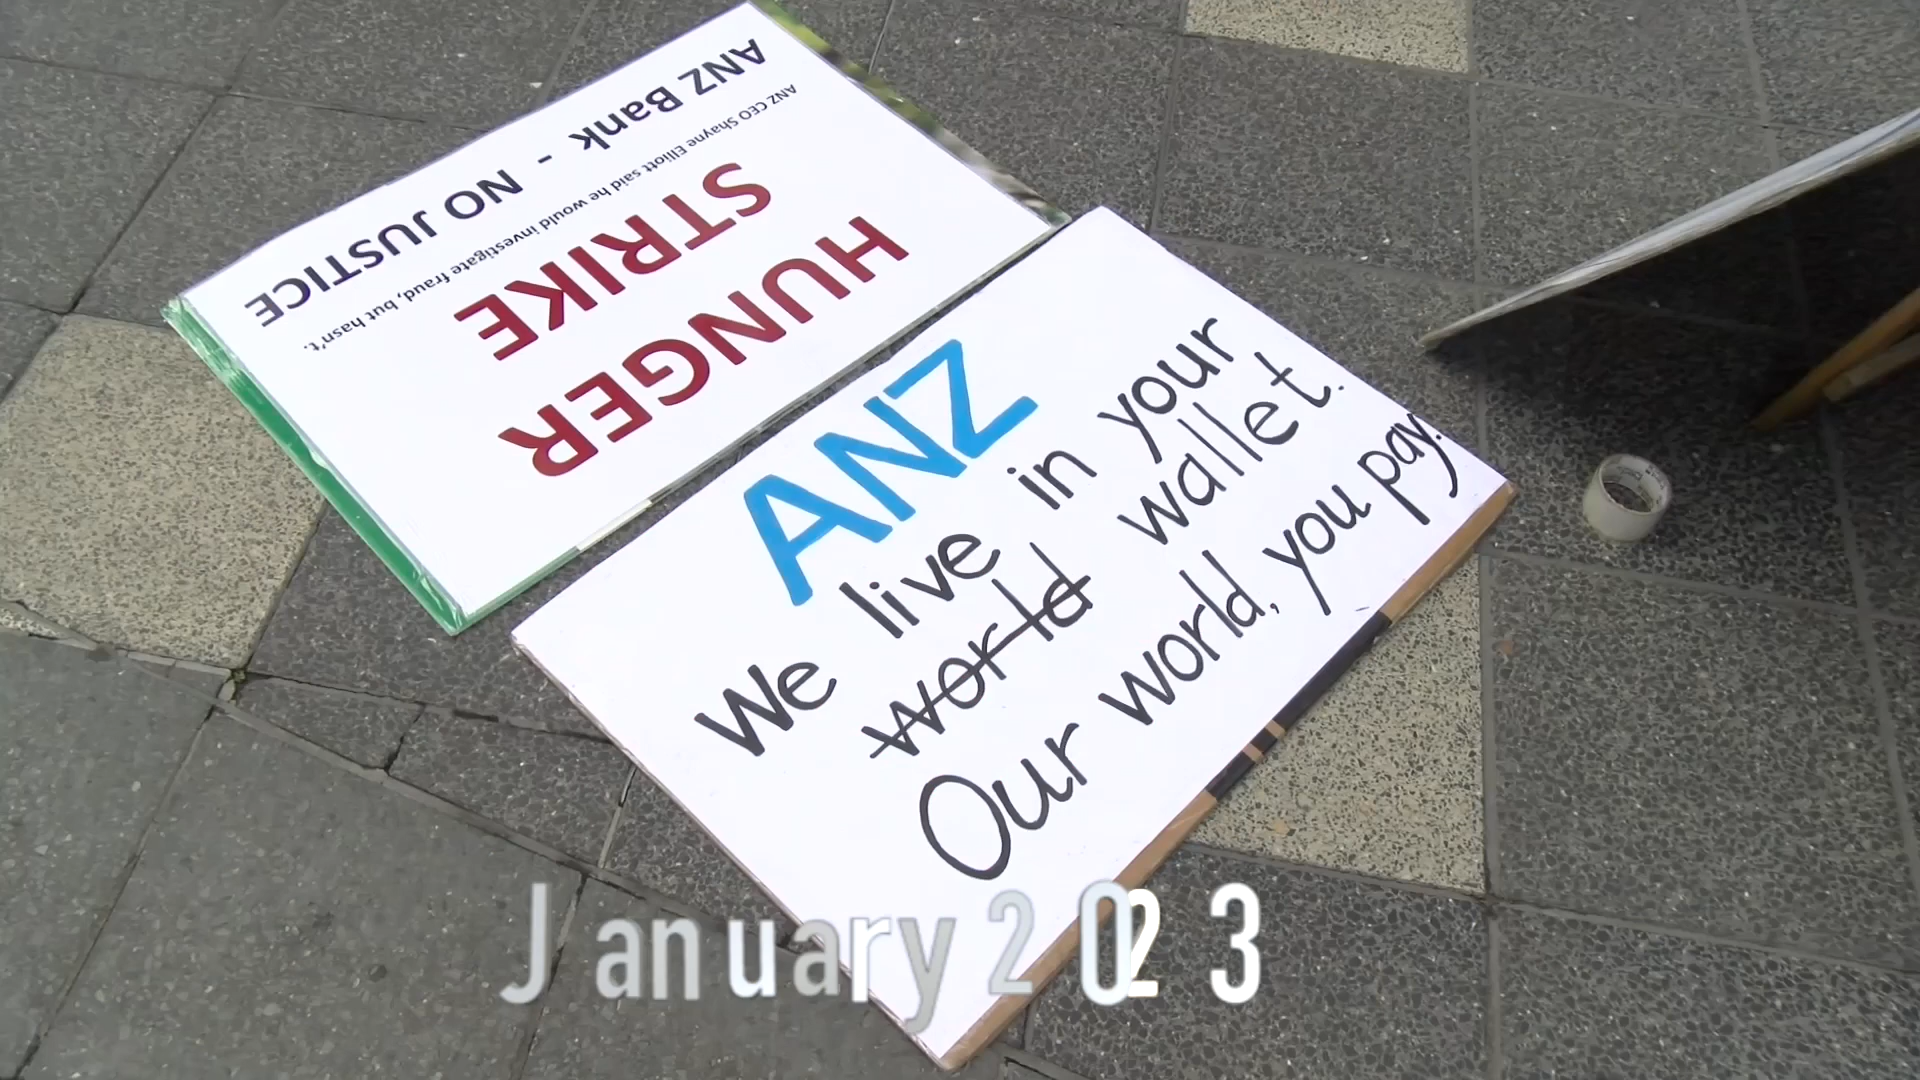 HUNGER
STRIKE
ANZ CEO Shayne Elliott said he would investigate fraud, but hasn't.
ANZ Bank - NO JUSTICE
ANZ
We live in your
world wallet.
Our world, you pay.
January 2023